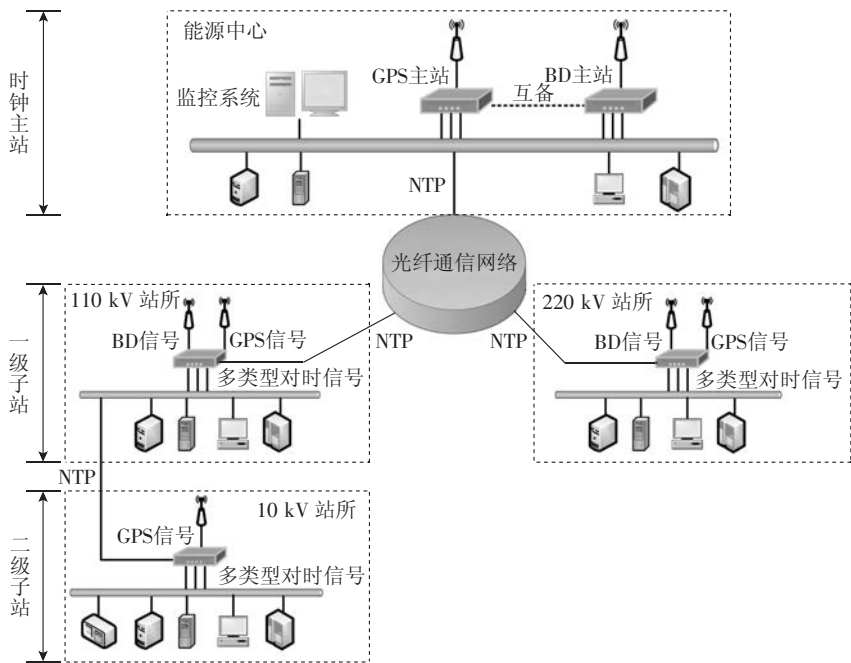 能源中心
GPS主站
BD主站
监控系统
互备
时钟主站
NTP
光纤通信网络
110 kV 站所
220 kV 站所
BD信号
GPS信号
NTP
NTP
BD信号
GPS信号
多类型对时信号
多类型对时信号
一级子站
NTP
10 kV 站所
GPS信号
多类型对时信号
二级子站